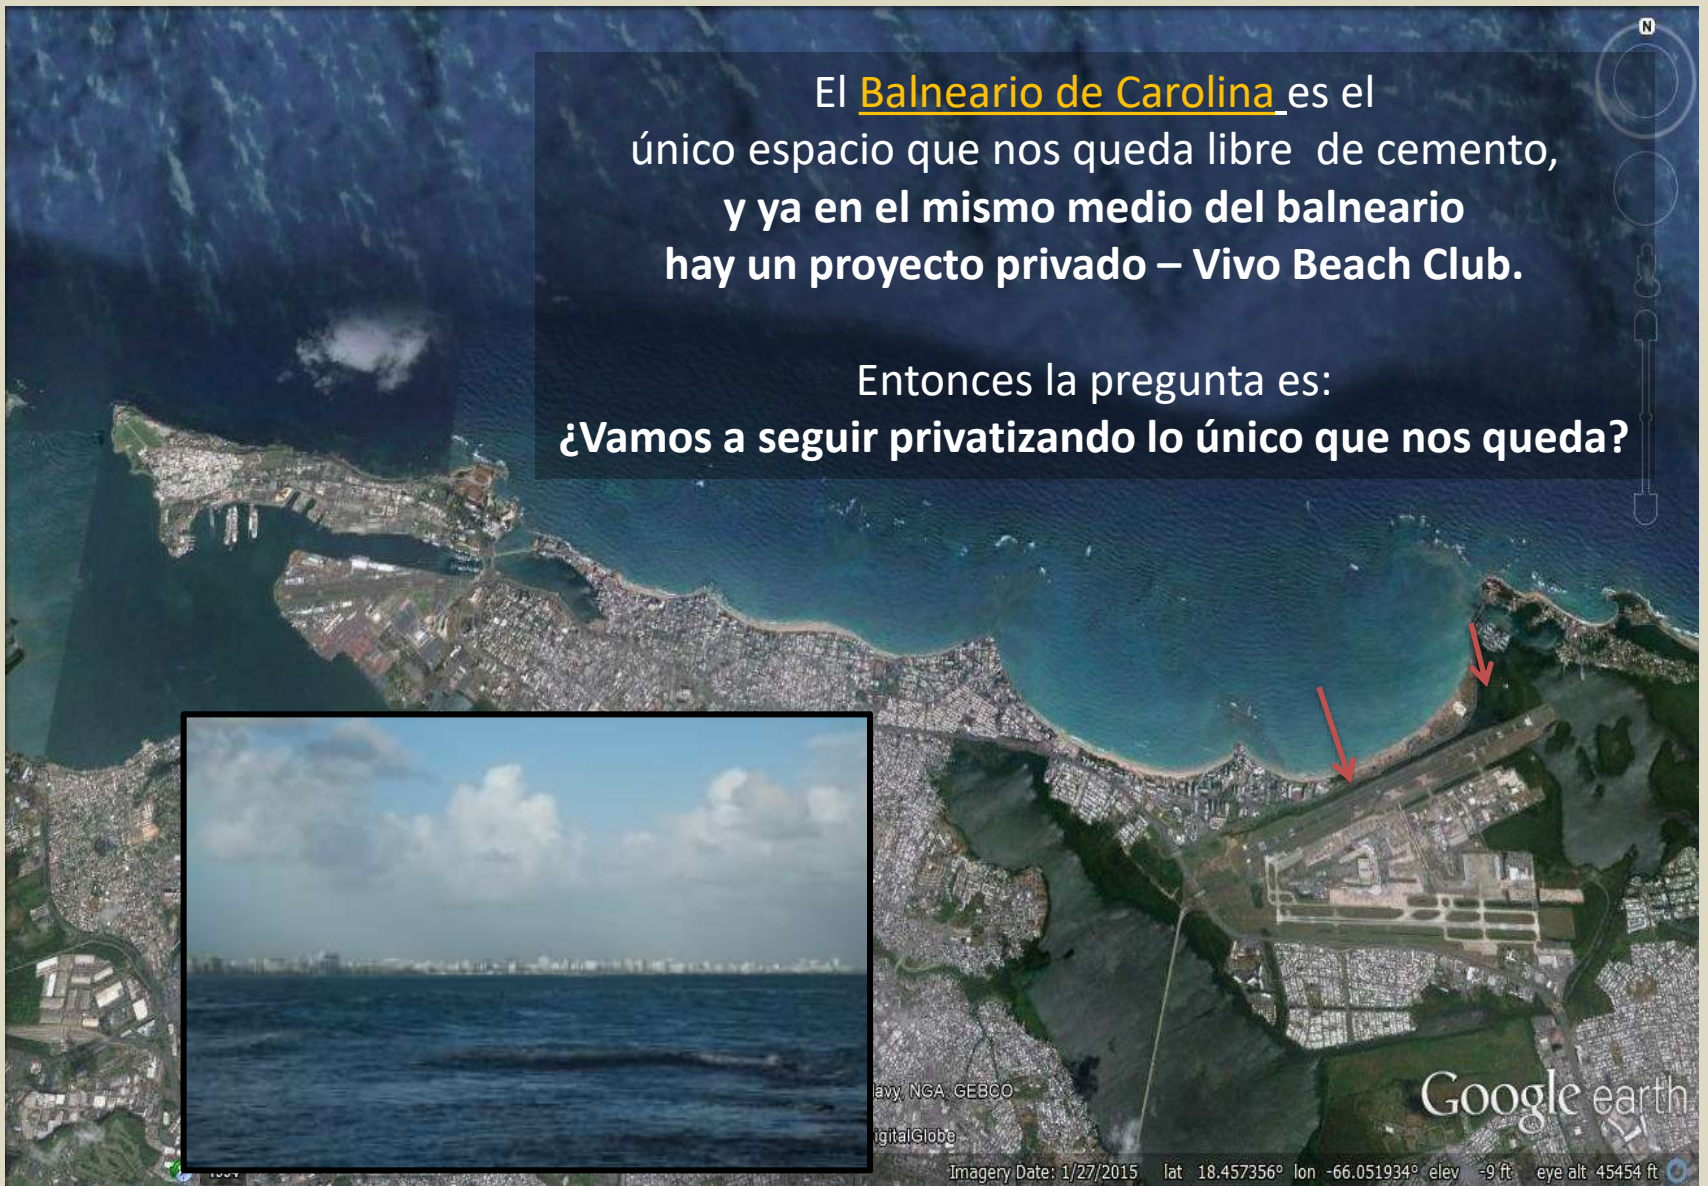 N
El Balneario de Carolina es el
único espacio que nos queda libre de cemento,
y ya en el mismo medio del balneario
hay un proyecto privado – Vivo Beach Club.
Entonces la pregunta es:
¿Vamos a seguir privatizando lo único que nos queda?
avy, NGA, GEBCO
igitalGlobe
Google earth
Imagery Date: 1/27/2015 lat 18.457356° lon -66.051934° elev -9 ft eye alt 45454 ft